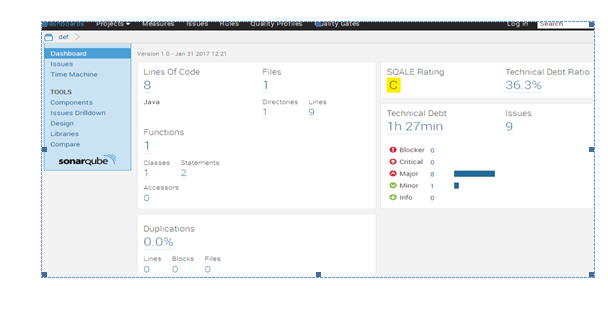 Dashboards Projects Measures Issues Rules Quality Profiles Quality Gates Log in Search
def
Dashboard
Issues
Time Machine
TOOLS
Components
Issues Drilldown
Design
Libraries
Compare
sonarqube
Version 1.0 - Jan 31 2017 12:21
Lines Of Code Files
8 1
Java Directories Lines
1 9
Functions
1
Classes Statements
1 2
Accessors
0
Duplications
0.0%
Lines Blocks Files
0 0 0
SQALE Rating Technical Debt Ratio
C 36.3%
Technical Debt Issues
1h 27min 9
Blocker 0
Critical 0
Major 8
Minor 1
Info 0